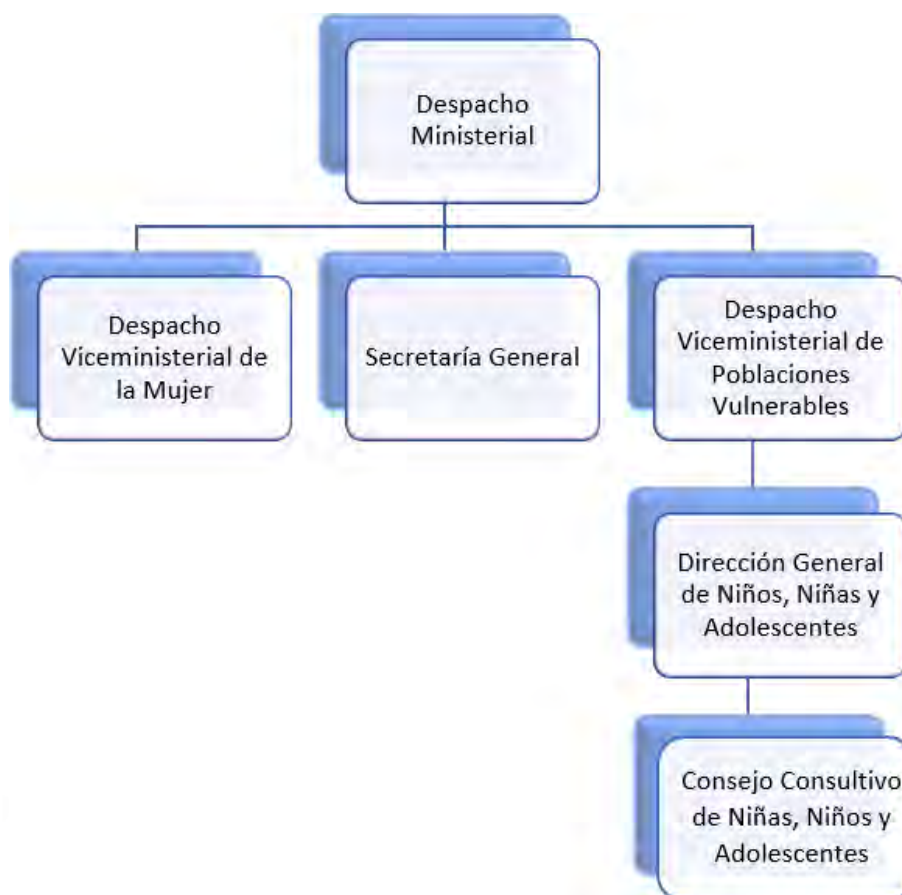 Despacho
Ministerial
Despacho
Viceministerial de
la Mujer
Secretaría General
Despacho
Viceministerial de
Poblaciones
Vulnerables
Dirección General
de Niños, Niñas y
Adolescentes
Consejo Consultivo
de Niñas, Niños y
Adolescentes